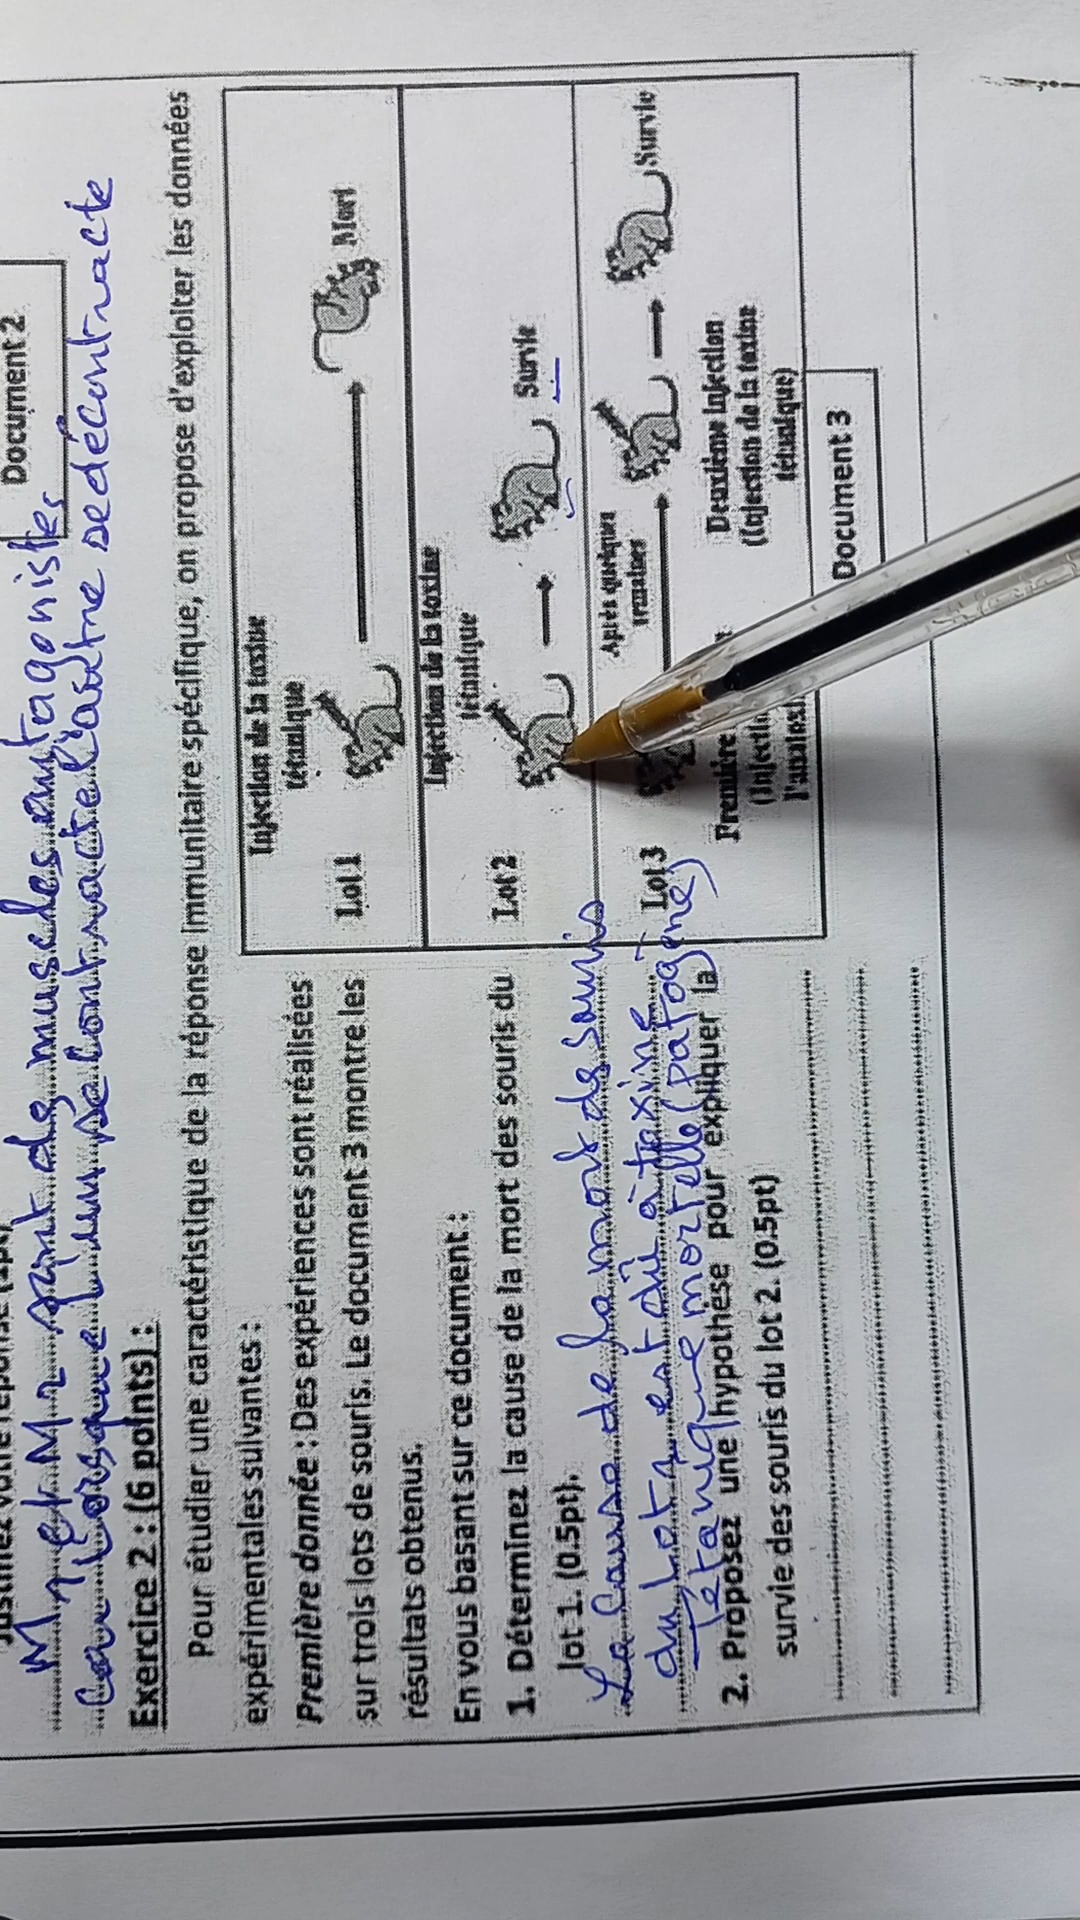 Document 2
M1 et M2 sont des muscles antagonistes
car lorsque l'un se contracte l'autre se décontracte
Exercice 2 : (6 points) :
Pour étudier une caractéristique de la réponse immunitaire spécifique, on propose d'exploiter les données
expérimentales suivantes :
Première donnée : Des expériences sont réalisées
sur trois lots de souris. Le document 3 montre les
résultats obtenus.
En vous basant sur ce document :
1. Déterminez la cause de la mort des souris du
lot 1. (0.5pt).
La cause de la mort de souris
du lot 1 est dû à toxine
Tétanique mortelle (patogène)
2. Proposez une hypothèse pour expliquer la
survie des souris du lot 2. (0.5pt)
Injection de la toxine
tétanique
Lot 1
Mort
Injection de la toxine
tétanique
Lot 2
Survie
Après quelques
semaines
Lot 3
Survie
Première
(Injectio
Deuxième injection
(Injection de la toxine
tétanique)
Document 3